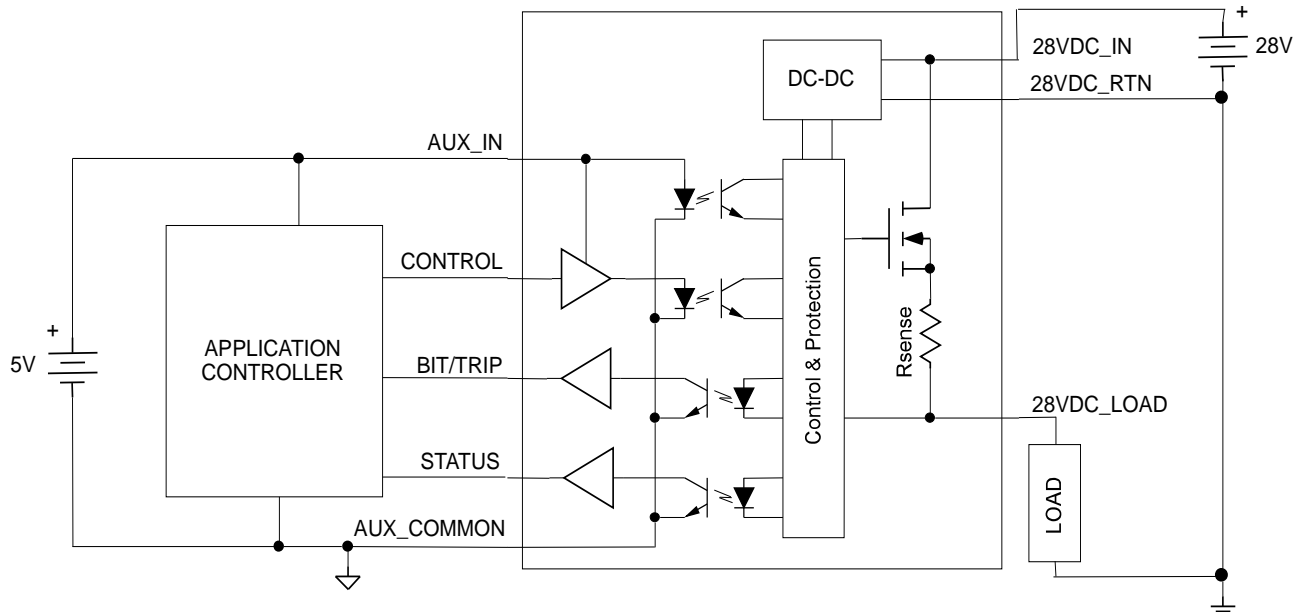 +
28VDC_IN
28V
DC-DC
28VDC_RTN
AUX_IN
CONTROL
+
5V
APPLICATION
CONTROLLER
BIT/TRIP
Control & Protection
Rsense
28VDC_LOAD
STATUS
LOAD
AUX_COMMON